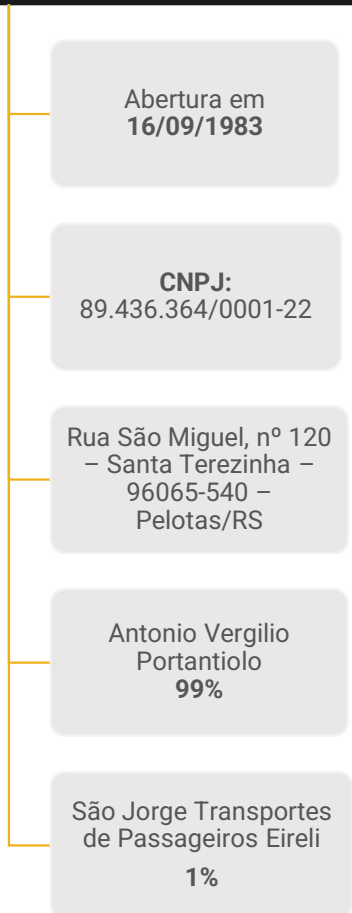 Abertura em
16/09/1983
CNPJ:
89.436.364/0001-22
Rua São Miguel, nº 120
– Santa Terezinha –
96065-540 –
Pelotas/RS
Antonio Vergilio
Portantiolo
99%
São Jorge Transportes
de Passageiros Eireli
1%